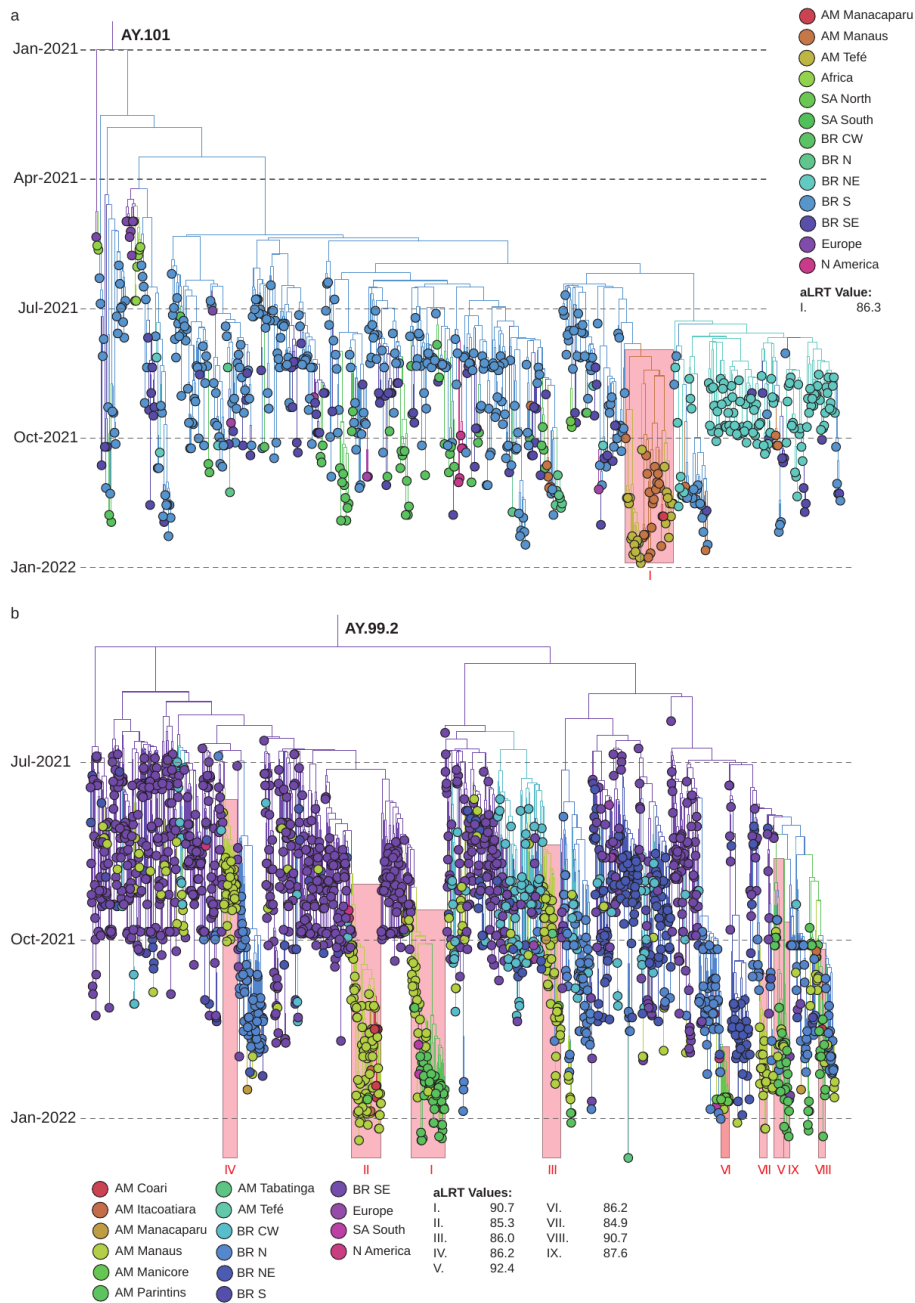 a
AY.101
Jan-2021
Apr-2021
Jul-2021
Oct-2021
Jan-2022
I
AM Manacaparu
AM Manaus
AM Tefé
Africa
SA North
SA South
BR CW
BR N
BR NE
BR S
BR SE
Europe
N America
aLRT Value:
I. 86.3
b
AY.99.2
Jul-2021
Oct-2021
Jan-2022
IV II I III VI VII V IX VIII
AM Coari
AM Itacoatiara
AM Manacaparu
AM Manaus
AM Manicore
AM Parintins
AM Tabatinga
AM Tefé
BR CW
BR N
BR NE
BR S
BR SE
Europe
SA South
N America
aLRT Values:
I. 90.7 VI. 86.2
II. 85.3 VII. 84.9
III. 86.0 VIII. 90.7
IV. 86.2 IX. 87.6
V. 92.4